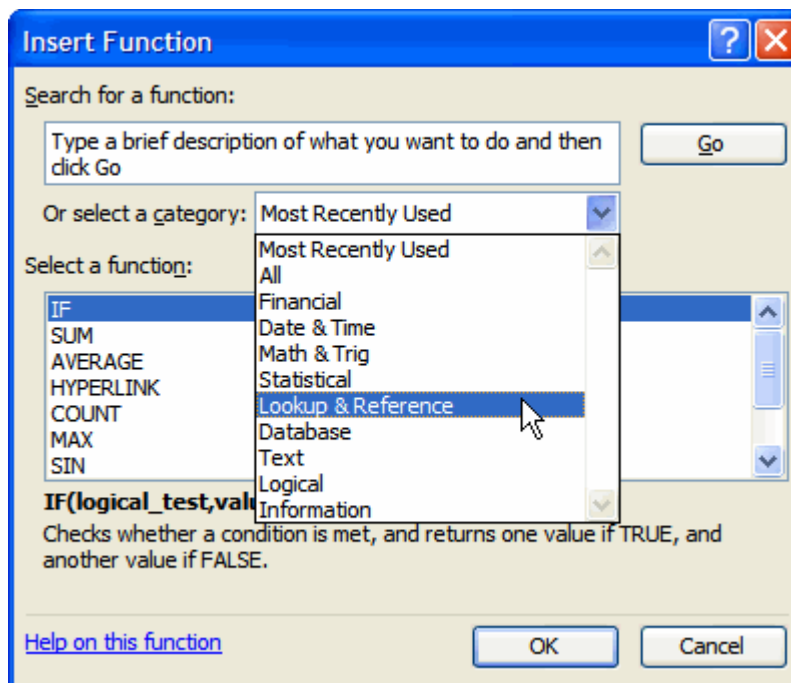 Insert Function
Search for a function:
Type a brief description of what you want to do and then
click Go
Go
Or select a category: Most Recently Used
Most Recently Used
All
Financial
Date & Time
Math & Trig
Statistical
Lookup & Reference
Database
Text
Logical
Information
Select a function:
IF
SUM
AVERAGE
HYPERLINK
COUNT
MAX
SIN
IF(logical_test,
Checks whether a condition is met, and returns one value if TRUE, and
another value if FALSE.
Help on this function
OK
Cancel